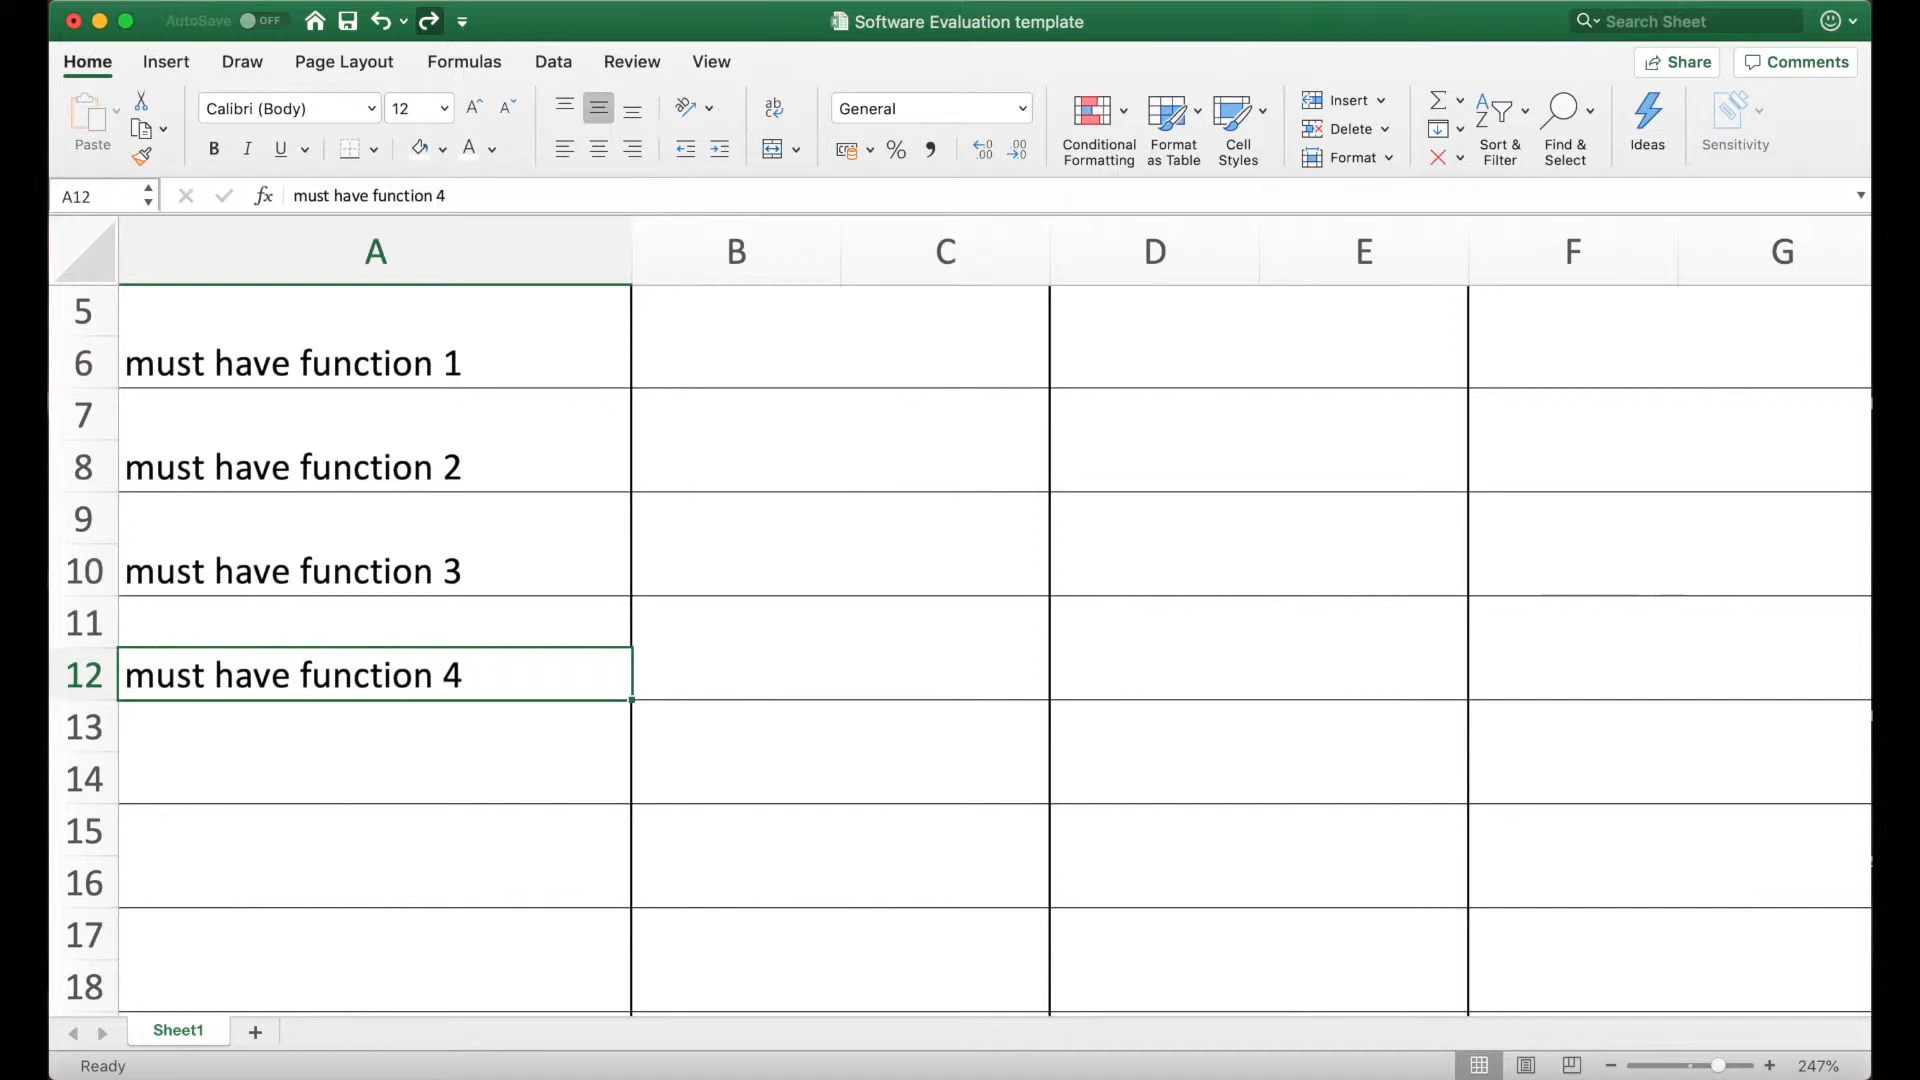 AutoSave OFF
Software Evaluation template
Search Sheet
Home Insert Draw Page Layout Formulas Data Review View
Share Comments
Paste
Calibri (Body) 12
B I U
A
General
Conditional Formatting
Format as Table
Cell Styles
Insert
Delete
Format
Sort & Filter
Find & Select
Ideas
Sensitivity
A12 fx must have function 4
A B C D E F G
5
6 must have function 1
7
8 must have function 2
9
10 must have function 3
11
12 must have function 4
13
14
15
16
17
18
Sheet1
Ready
247%